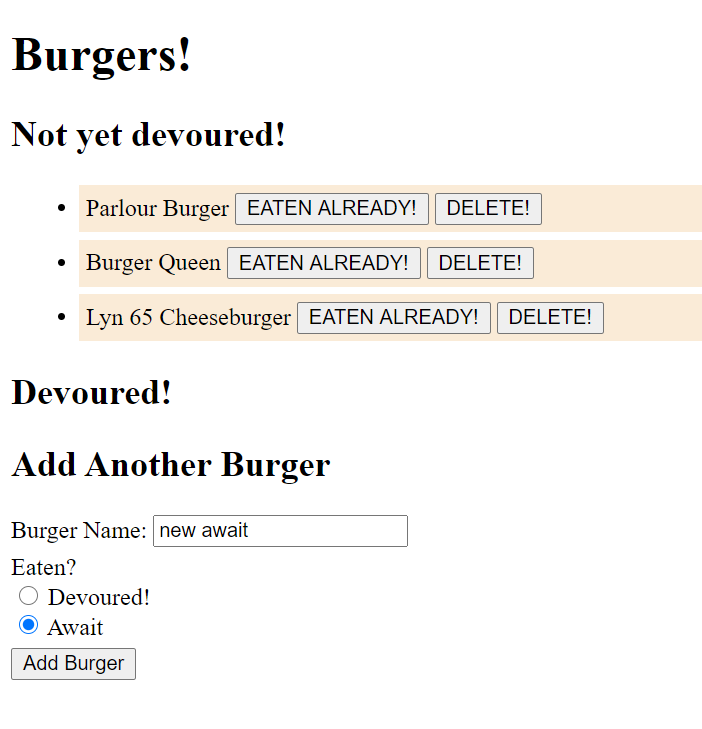 Burgers!
Not yet devoured!
Parlour Burger EATEN ALREADY! DELETE!
Burger Queen EATEN ALREADY! DELETE!
Lyn 65 Cheeseburger EATEN ALREADY! DELETE!
Devoured!
Add Another Burger
Burger Name: new await
Eaten?
Devoured!
Await
Add Burger